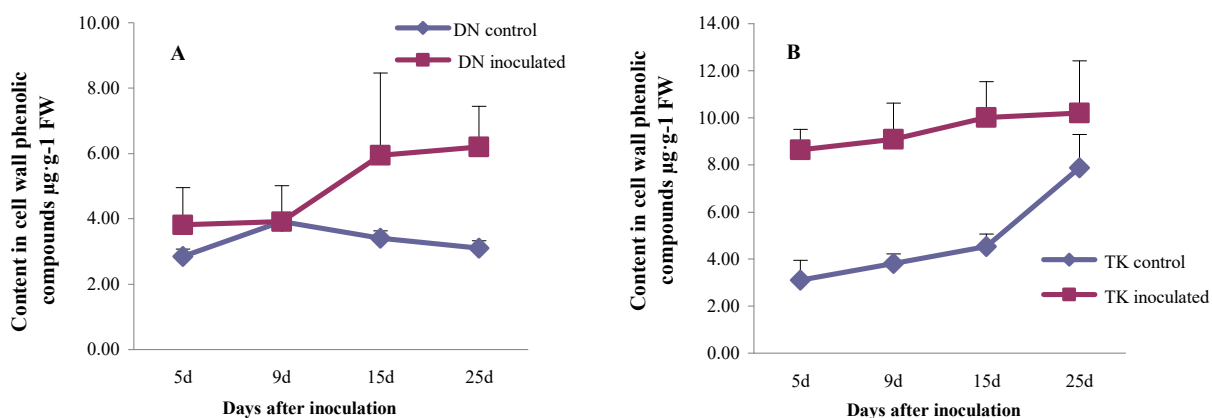 A
DN control
DN inoculated
Content in cell wall phenolic
compounds µg·g-1 FW
10.00
8.00
6.00
4.00
2.00
0.00
5d 9d 15d 25d
Days after inoculation
B
TK control
TK inoculated
Content in cell wall phenolic
compounds µg·g-1 FW
14.00
12.00
10.00
8.00
6.00
4.00
2.00
0.00
5d 9d 15d 25d
Days after inoculation